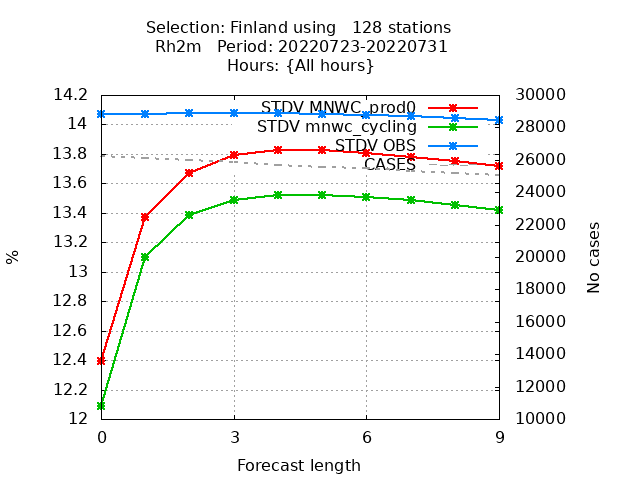 Selection: Finland using   128 stations
Rh2m   Period: 20220723-20220731
Hours: {All hours}
14.2
14
13.8
13.6
13.4
13.2
13
12.8
12.6
12.4
12.2
12
%
STDV MNWC_prod0
STDV mnwc_cycling
STDV OBS
CASES
30000
28000
26000
24000
22000
20000
18000
16000
14000
12000
10000
No cases
0 3 6 9
Forecast length